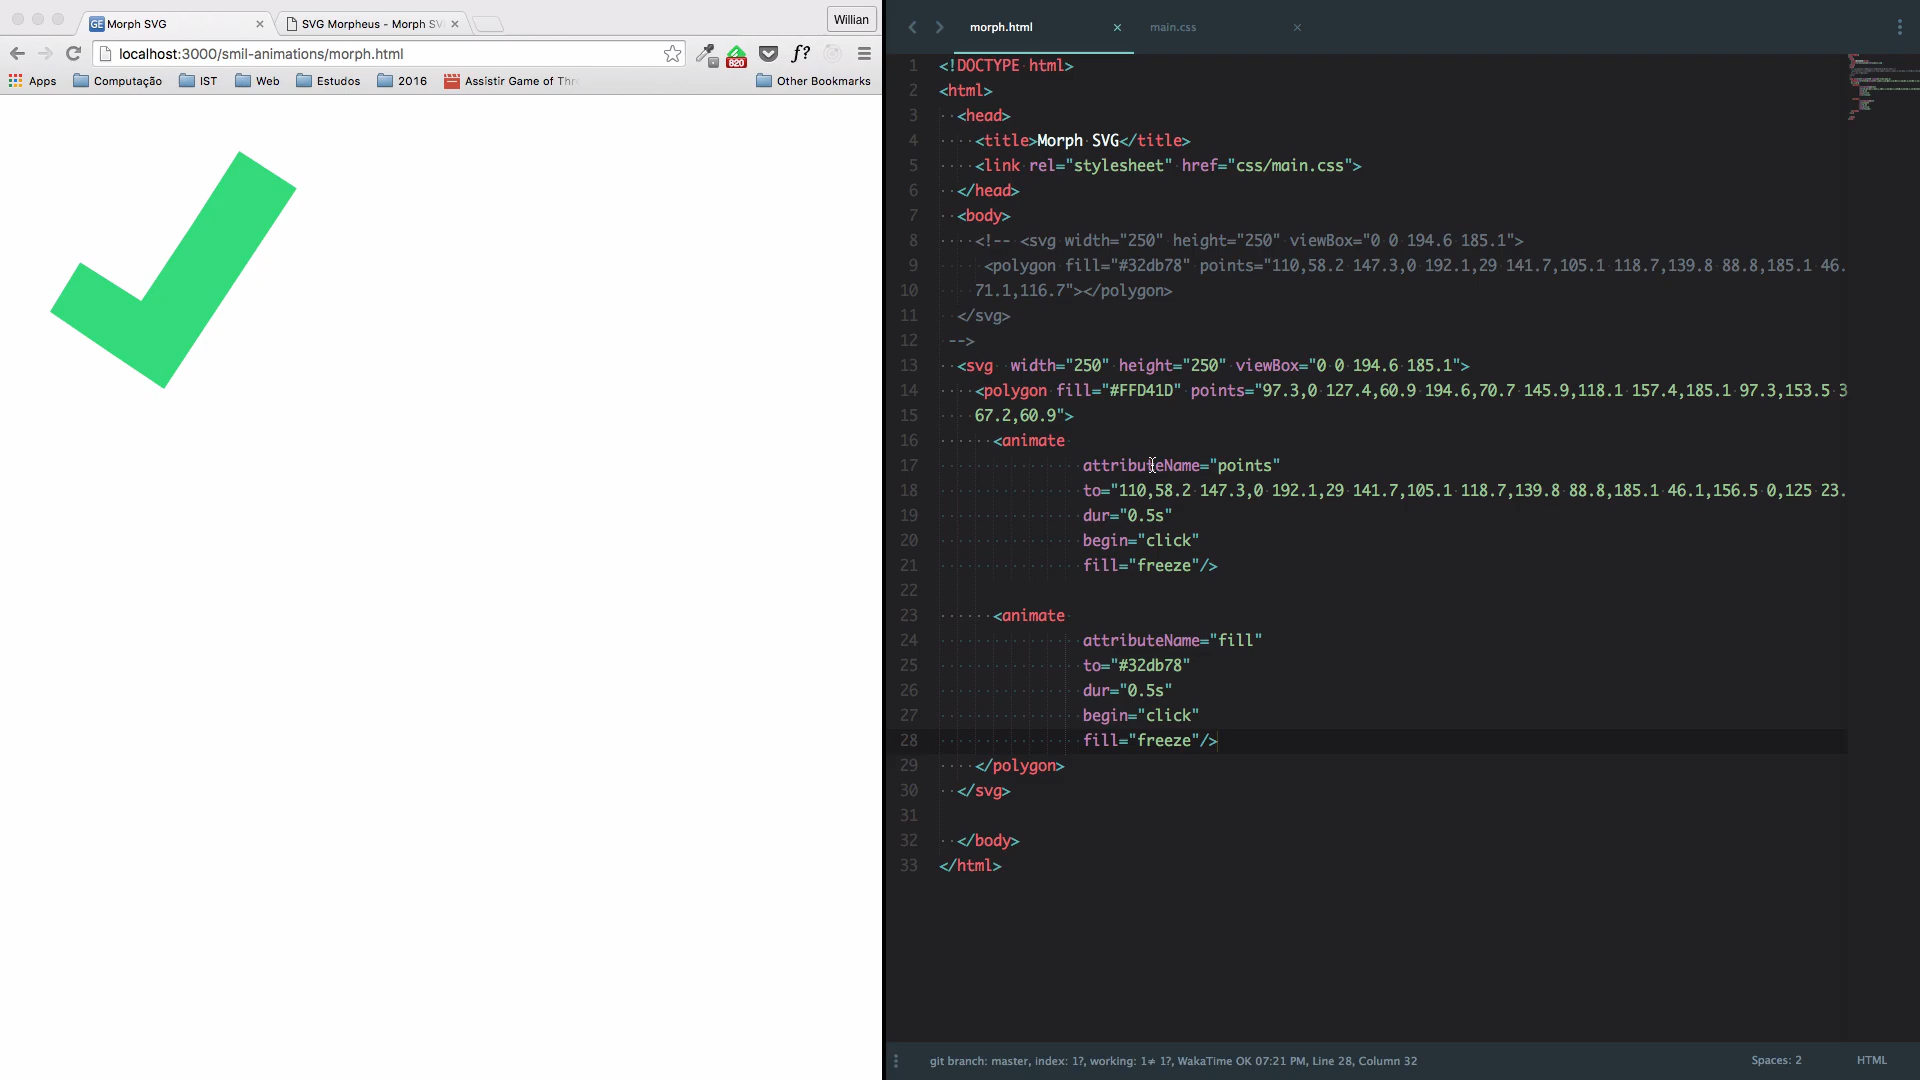 Morph SVG
SVG Morpheus - Morph SV
Willian
localhost:3000/smil-animations/morph.html
820
f?
Apps
Computação
IST
Web
Estudos
2016
Assistir Game of Thr
Other Bookmarks
morph.html
main.css
1 <!DOCTYPE html>
2 <html>
3 <head>
4 <title>Morph SVG</title>
5 <link rel="stylesheet" href="css/main.css">
6 </head>
7 <body>
8 <!-- <svg width="250" height="250" viewBox="0 0 194.6 185.1">
9 <polygon fill="#32db78" points="110,58.2 147.3,0 192.1,29 141.7,105.1 118.7,139.8 88.8,185.1 46.
10 71.1,116.7"></polygon>
11 </svg>
12 -->
13 <svg width="250" height="250" viewBox="0 0 194.6 185.1">
14 <polygon fill="#FFD41D" points="97.3,0 127.4,60.9 194.6,70.7 145.9,118.1 157.4,185.1 97.3,153.5 3
15 67.2,60.9">
16 <animate
17 attributeName="points"
18 to="110,58.2 147.3,0 192.1,29 141.7,105.1 118.7,139.8 88.8,185.1 46.1,156.5 0,125 23.
19 dur="0.5s"
20 begin="click"
21 fill="freeze"/>
22
23 <animate
24 attributeName="fill"
25 to="#32db78"
26 dur="0.5s"
27 begin="click"
28 fill="freeze"/>
29 </polygon>
30 </svg>
31
32 </body>
33 </html>
git branch: master, index: 1?, working: 1≠ 1?, WakaTime OK 07:21 PM, Line 28, Column 32
Spaces: 2
HTML